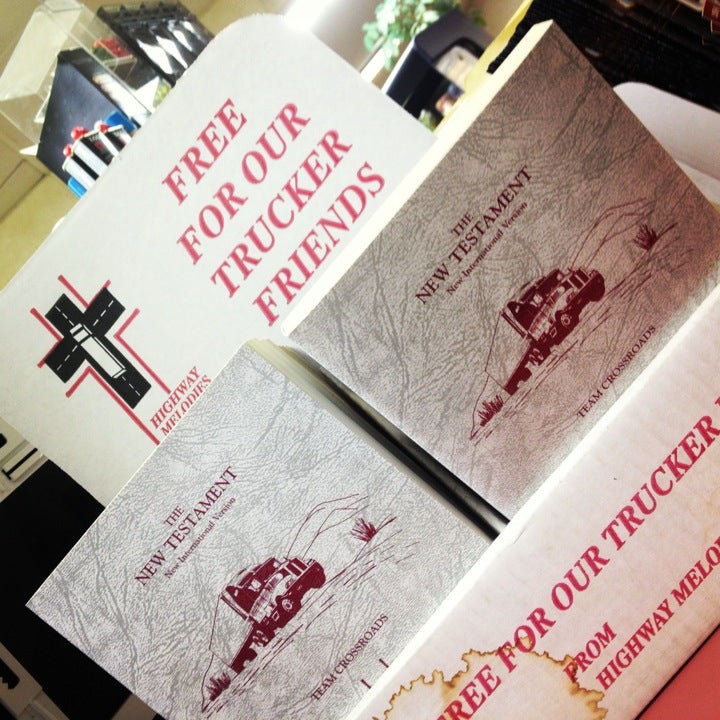 FREE
FOR OUR
TRUCKER
FRIENDS
HIGHWAY
MELODIES
THE
NEW TESTAMENT
New International Version
TEAM CROSSROADS
THE
NEW TESTAMENT
New International Version
TEAM CROSSROADS
FREE FOR OUR TRUCKER
FROM
HIGHWAY MELO